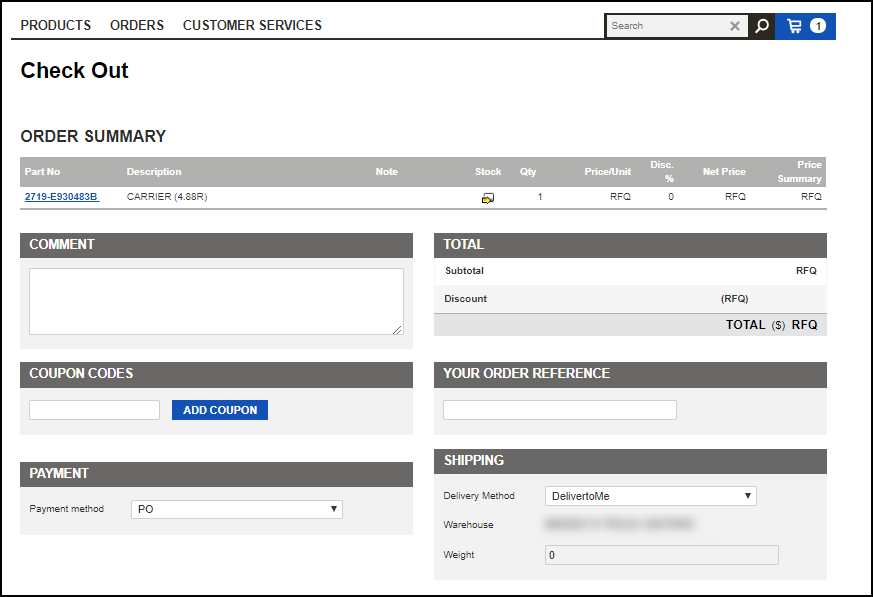 PRODUCTS ORDERS CUSTOMER SERVICES Search 1
Check Out
ORDER SUMMARY
Part No Description Note Stock Qty Price/Unit Disc. % Net Price Price Summary
2719-E930483B CARRIER (4.88R) 1 RFQ 0 RFQ RFQ
COMMENT
TOTAL
Subtotal RFQ
Discount (RFQ)
TOTAL ($) RFQ
COUPON CODES
ADD COUPON
YOUR ORDER REFERENCE
PAYMENT
Payment method PO
SHIPPING
Delivery Method DelivertoMe
Warehouse
Weight 0